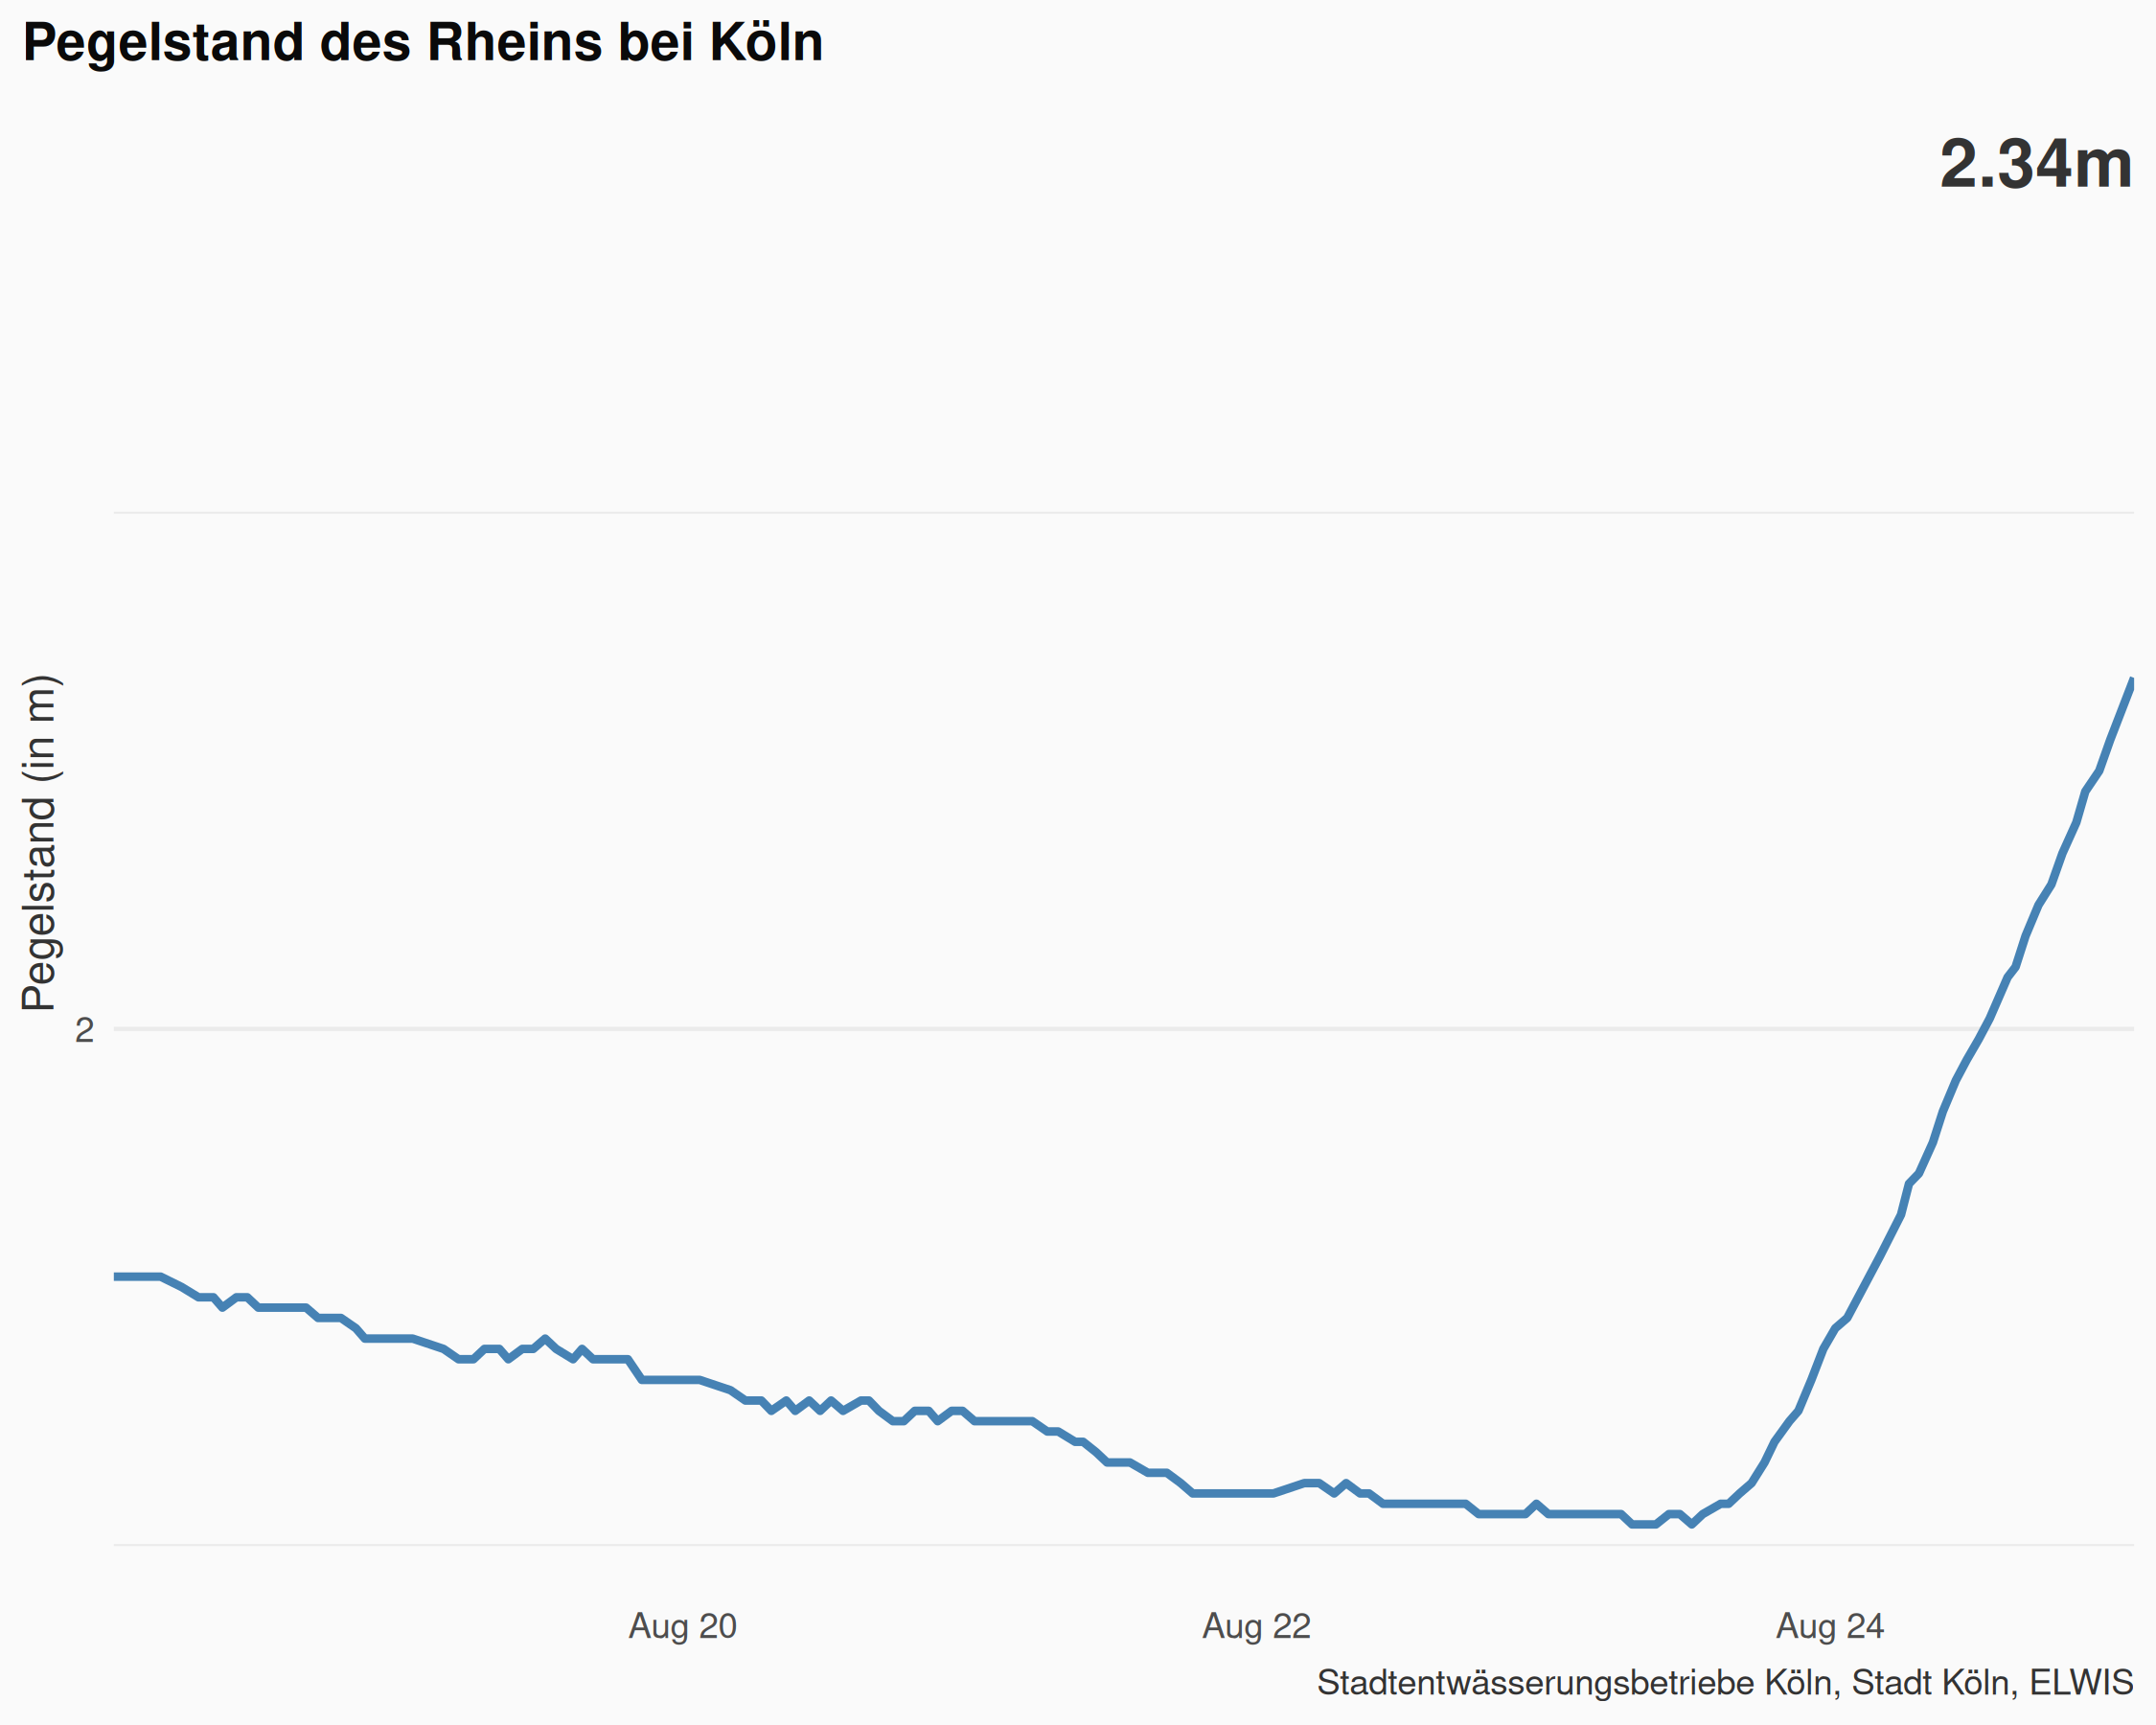 Pegelstand des Rheins bei Köln
2.34m
Pegelstand (in m)
2
Aug 20
Aug 22
Aug 24
Stadtentwässerungsbetriebe Köln, Stadt Köln, ELWIS